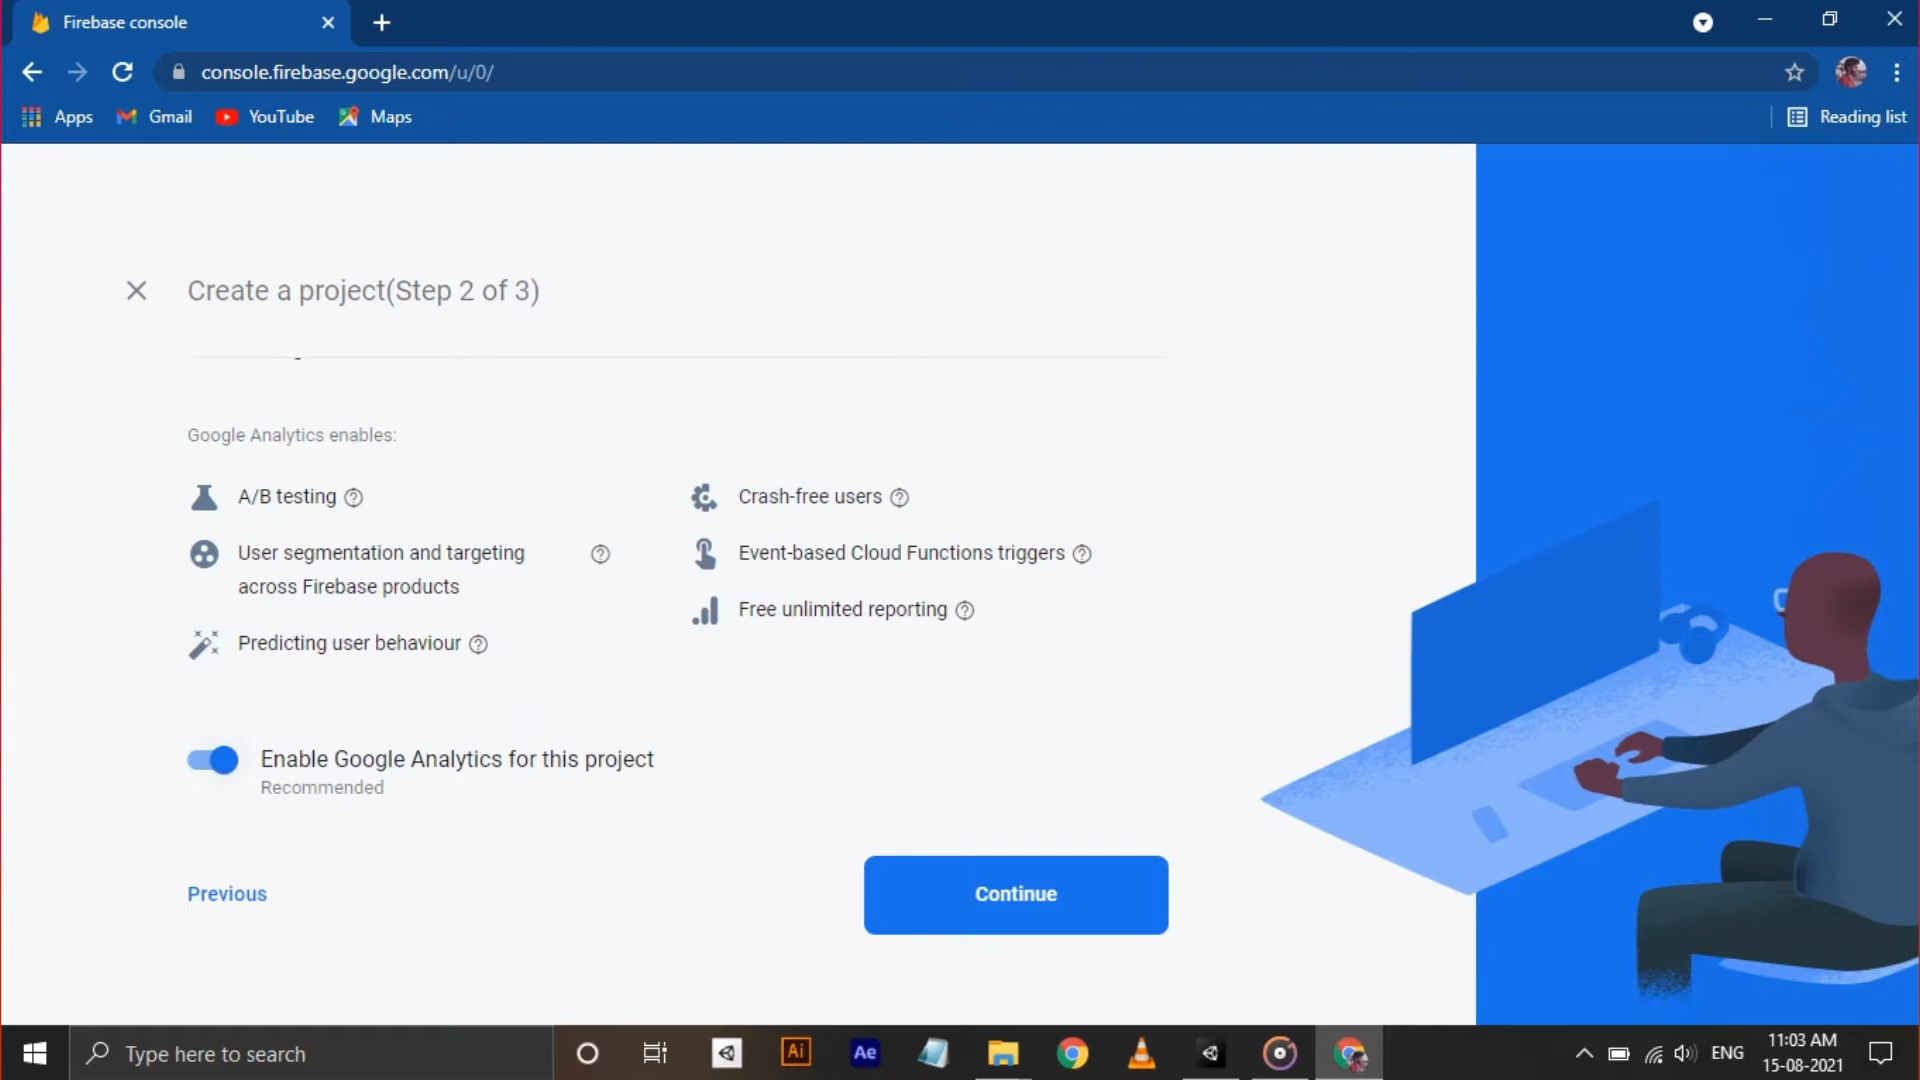 Firebase console
console.firebase.google.com/u/0/
Apps
Gmail
YouTube
Maps
Reading list
Create a project(Step 2 of 3)
Google Analytics enables:
A/B testing
Crash-free users
User segmentation and targeting
across Firebase products
Event-based Cloud Functions triggers
Free unlimited reporting
Predicting user behaviour
Enable Google Analytics for this project
Recommended
Previous
Continue
Type here to search
Ai
Ae
ENG
11:03 AM
15-08-2021